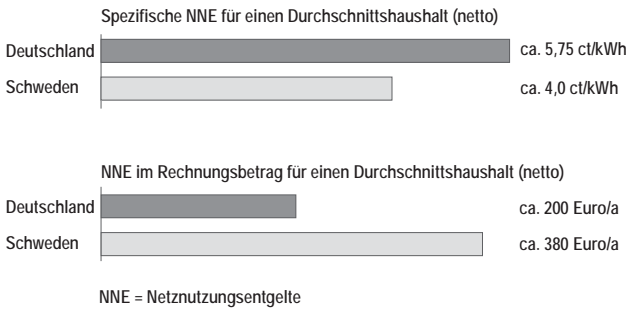 Spezifische NNE für einen Durchschnittshaushalt (netto)
Deutschland ca. 5,75 ct/kWh
Schweden ca. 4,0 ct/kWh
NNE im Rechnungsbetrag für einen Durchschnittshaushalt (netto)
Deutschland ca. 200 Euro/a
Schweden ca. 380 Euro/a
NNE = Netznutzungsentgelte